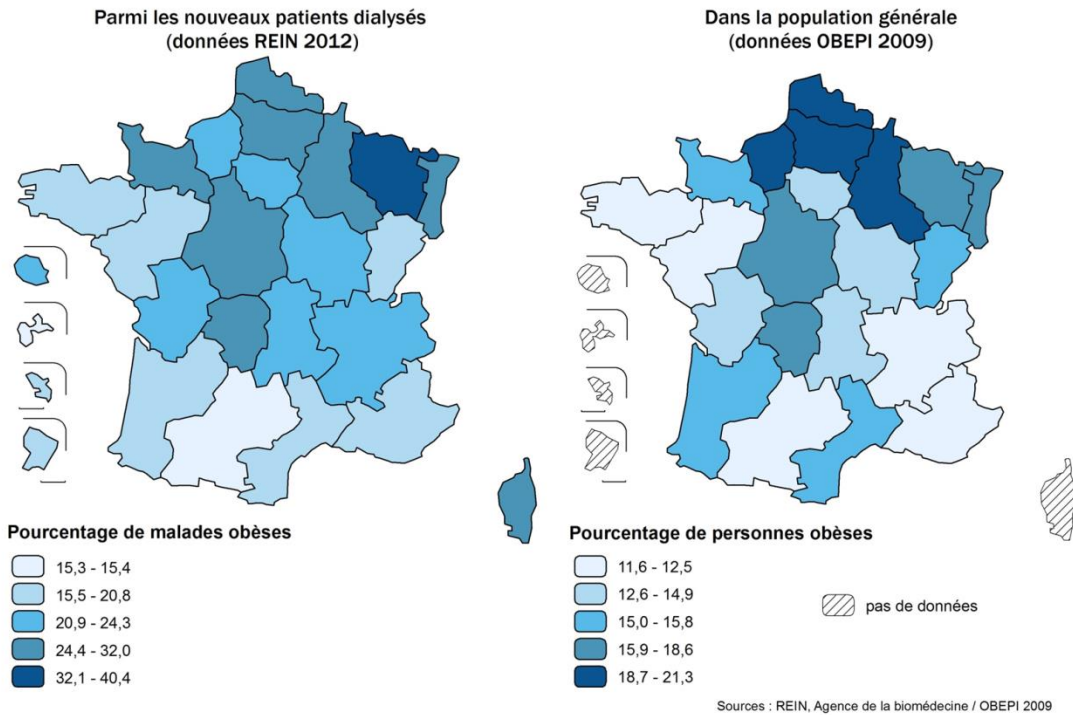 Parmi les nouveaux patients dialysés
(données REIN 2012)
Dans la population générale
(données OBEPI 2009)
Pourcentage de malades obèses
15,3 - 15,4
15,5 - 20,8
20,9 - 24,3
24,4 - 32,0
32,1 - 40,4
Pourcentage de personnes obèses
11,6 - 12,5
12,6 - 14,9
15,0 - 15,8
15,9 - 18,6
18,7 - 21,3
pas de données
Sources : REIN, Agence de la biomédecine / OBEPI 2009